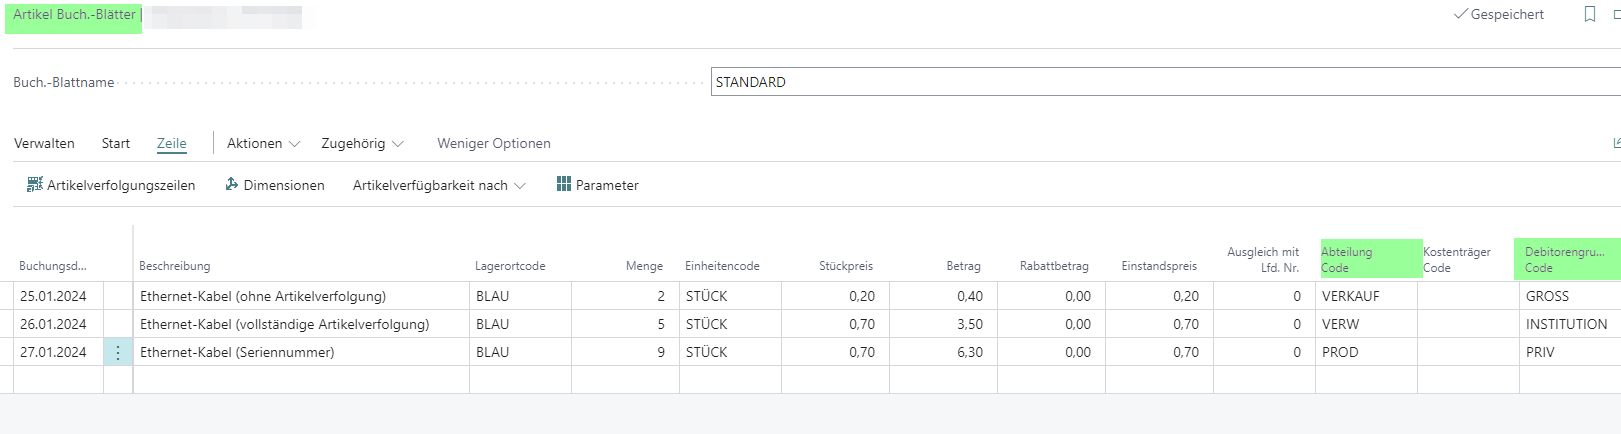 Artikel Buch.-Blätter |
Gespeichert
Buch.-Blattname
STANDARD
Verwalten Start Zeile Aktionen Zugehörig Weniger Optionen
Artikelverfolgungszeilen Dimensionen Artikelverfügbarkeit nach Parameter
Ausgleich mit Abteilung Kostenträger Debitorengru...
Buchungsd... Beschreibung Lagerortcode Menge Einheitencode Stückpreis Betrag Rabattbetrag Einstandspreis Lfd. Nr. Code Code Code
25.01.2024 Ethernet-Kabel (ohne Artikelverfolgung) BLAU 2 STÜCK 0,20 0,40 0,00 0,20 0 VERKAUF GROSS
26.01.2024 Ethernet-Kabel (vollständige Artikelverfolgung) BLAU 5 STÜCK 0,70 3,50 0,00 0,70 0 VERW INSTITUTION
27.01.2024 Ethernet-Kabel (Seriennummer) BLAU 9 STÜCK 0,70 6,30 0,00 0,70 0 PROD PRIV